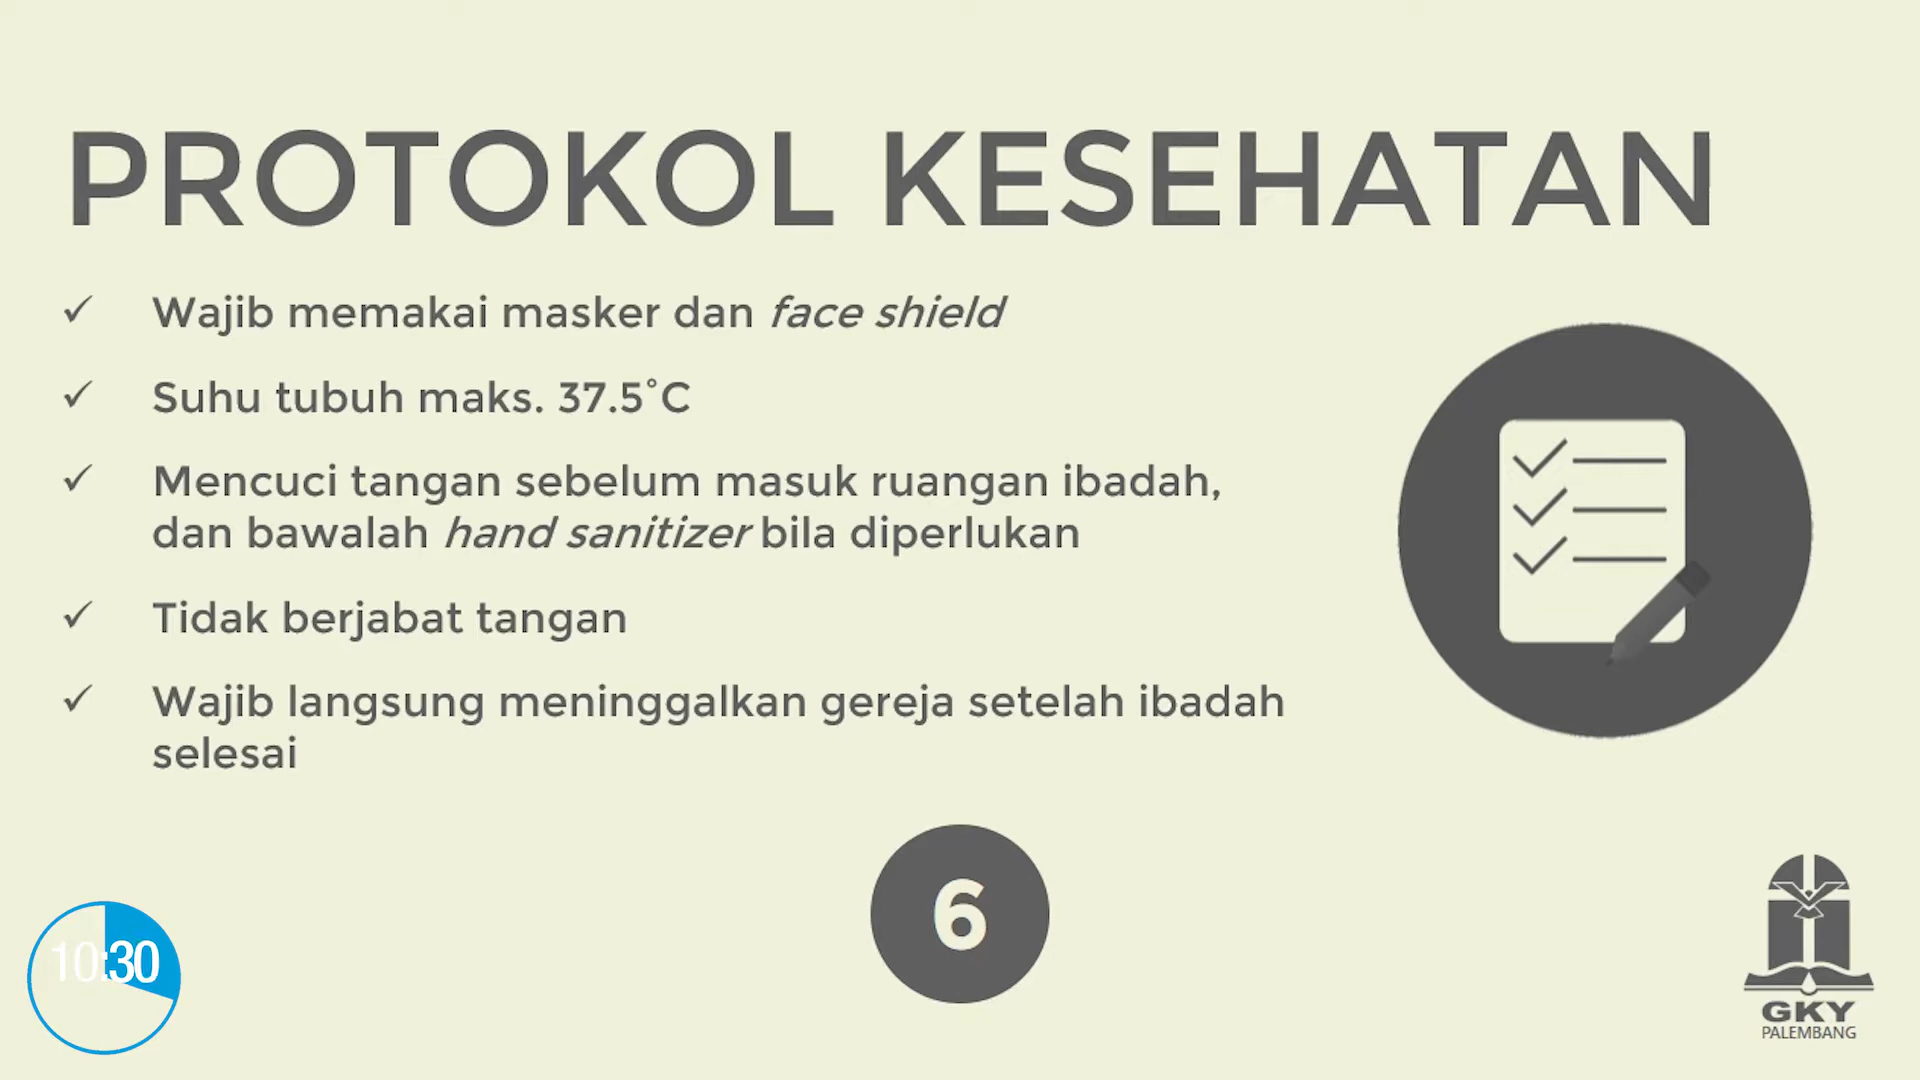 PROTOKOL KESEHATAN
✓ Wajib memakai masker dan face shield
✓ Suhu tubuh maks. 37.5°C
✓ Mencuci tangan sebelum masuk ruangan ibadah,
dan bawalah hand sanitizer bila diperlukan
✓ Tidak berjabat tangan
✓ Wajib langsung meninggalkan gereja setelah ibadah
selesai
6
10:30
GKY
PALEMBANG